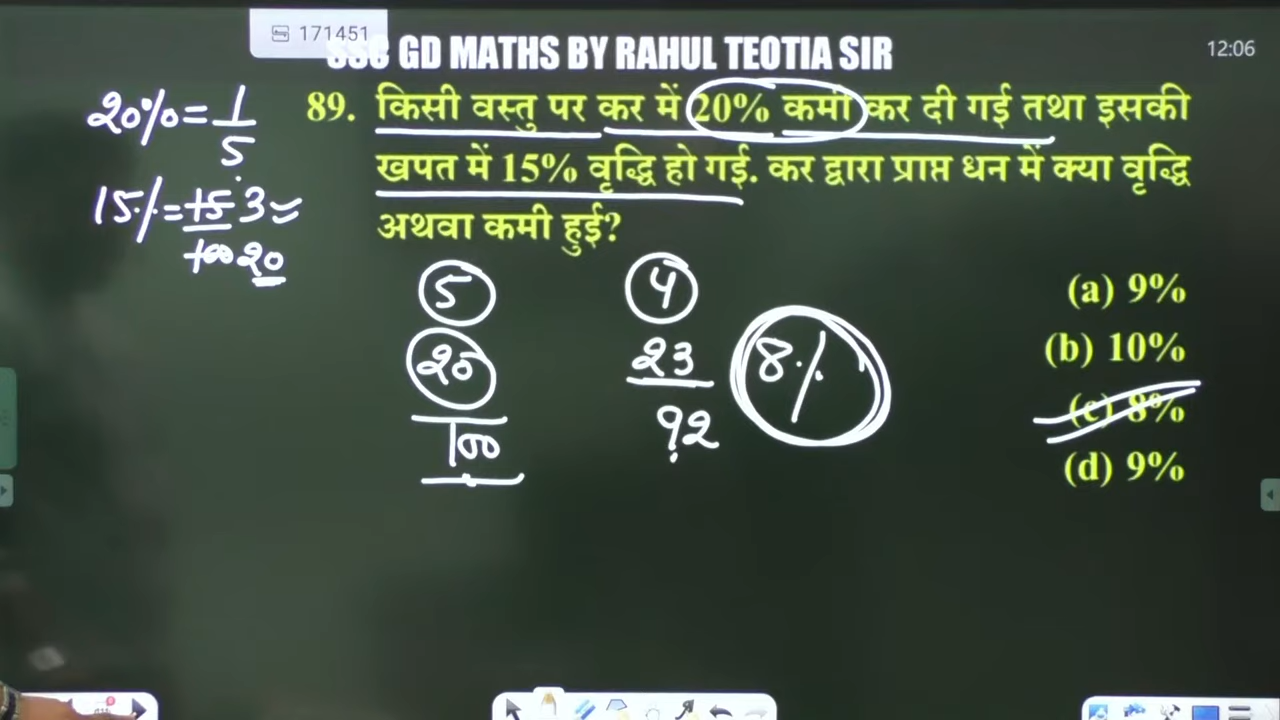 171451
SSC GD MATHS BY RAHUL TEOTIA SIR
12:06
20% = 1/5
15% = 15/100 3/20
89. किसी वस्तु पर कर में 20% कमी कर दी गई तथा इसकी
खपत में 15% वृद्धि हो गई. कर द्वारा प्राप्त धन में क्या वृद्धि
अथवा कमी हुई?
5 4
20 23
100 92
8%
(a) 9%
(b) 10%
(c) 8%
(d) 9%